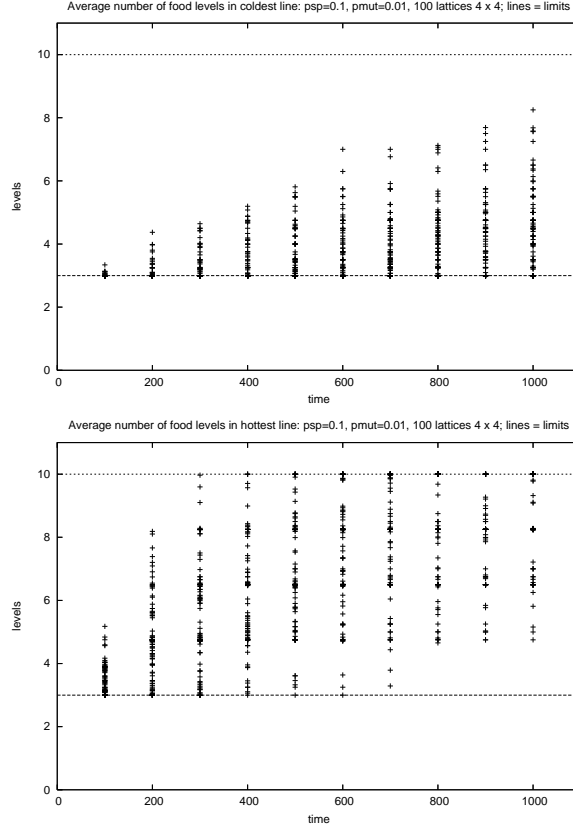 Average number of food levels in coldest line: psp=0.1, pmut=0.01, 100 lattices 4 x 4; lines = limits
10
8
6
4
2
0
levels
0 200 400 600 800 1000
time
Average number of food levels in hottest line: psp=0.1, pmut=0.01, 100 lattices 4 x 4; lines = limits
10
8
6
4
2
0
levels
0 200 400 600 800 1000
time